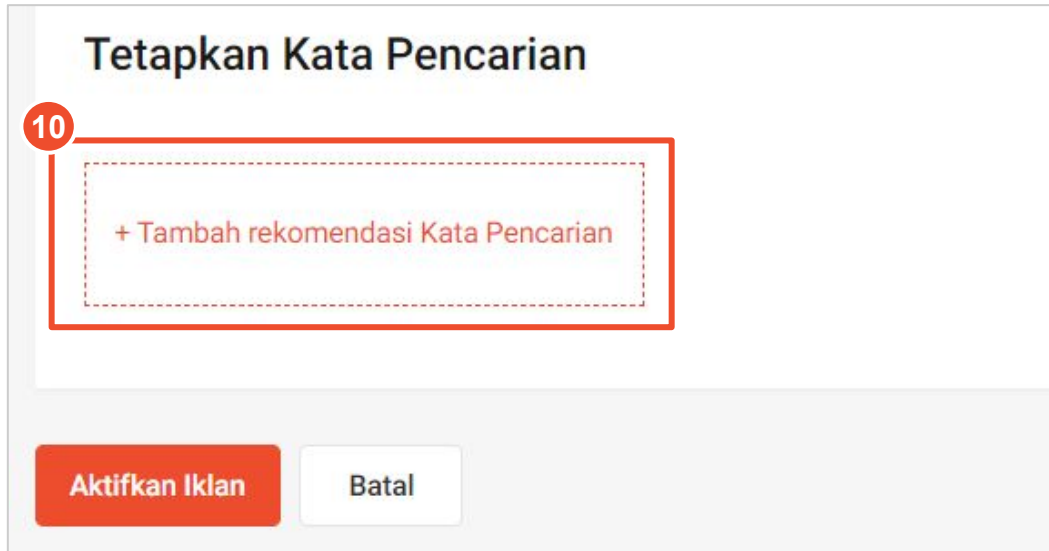 Tetapkan Kata Pencarian
10
+ Tambah rekomendasi Kata Pencarian
Aktifkan Iklan
Batal